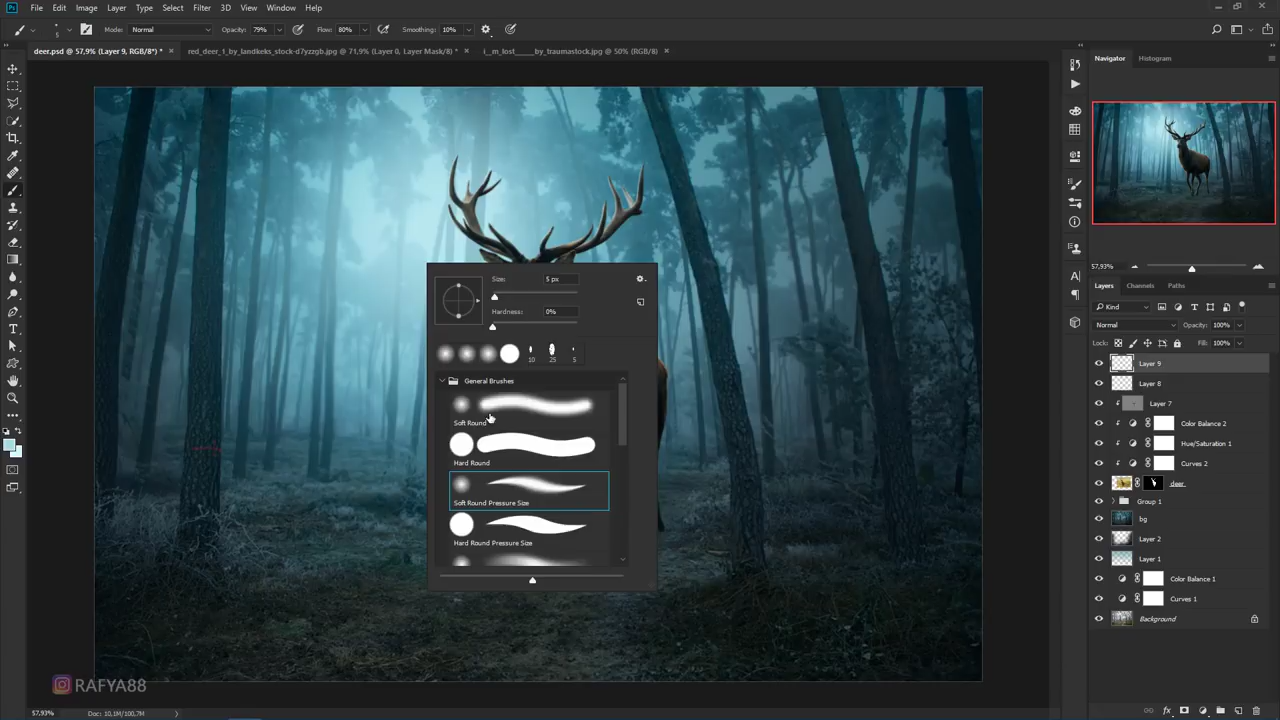 Ps File Edit Image Layer Type Select Filter 3D View Window Help
5 Mode: Normal Opacity: 79% Flow: 80% Smoothing: 10%
deer.psd @ 57,9% (Layer 9, RGB/8*) * × red_deer_1_by_landkeks_stock-d7yzzgb.jpg @ 71,9% (Layer 0, Layer Mask/8) * × i__m_lost_____by_traumastock.jpg @ 50% (RGB/8) ×
Navigator Histogram
57,93%
Layers Channels Paths
Kind
Normal Opacity: 100%
Lock: Fill: 100%
Layer 9
Layer 8
Layer 7
Color Balance 2
Hue/Saturation 1
Curves 2
deer
Group 1
bg
Layer 2
Layer 1
Color Balance 1
Curves 1
Background
Size: 5 px
Hardness: 0%
10 25 5
General Brushes
Soft Round
Hard Round
Soft Round Pressure Size
Hard Round Pressure Size
RAFYA88
57,93% Doc: 10,1M/100,7M